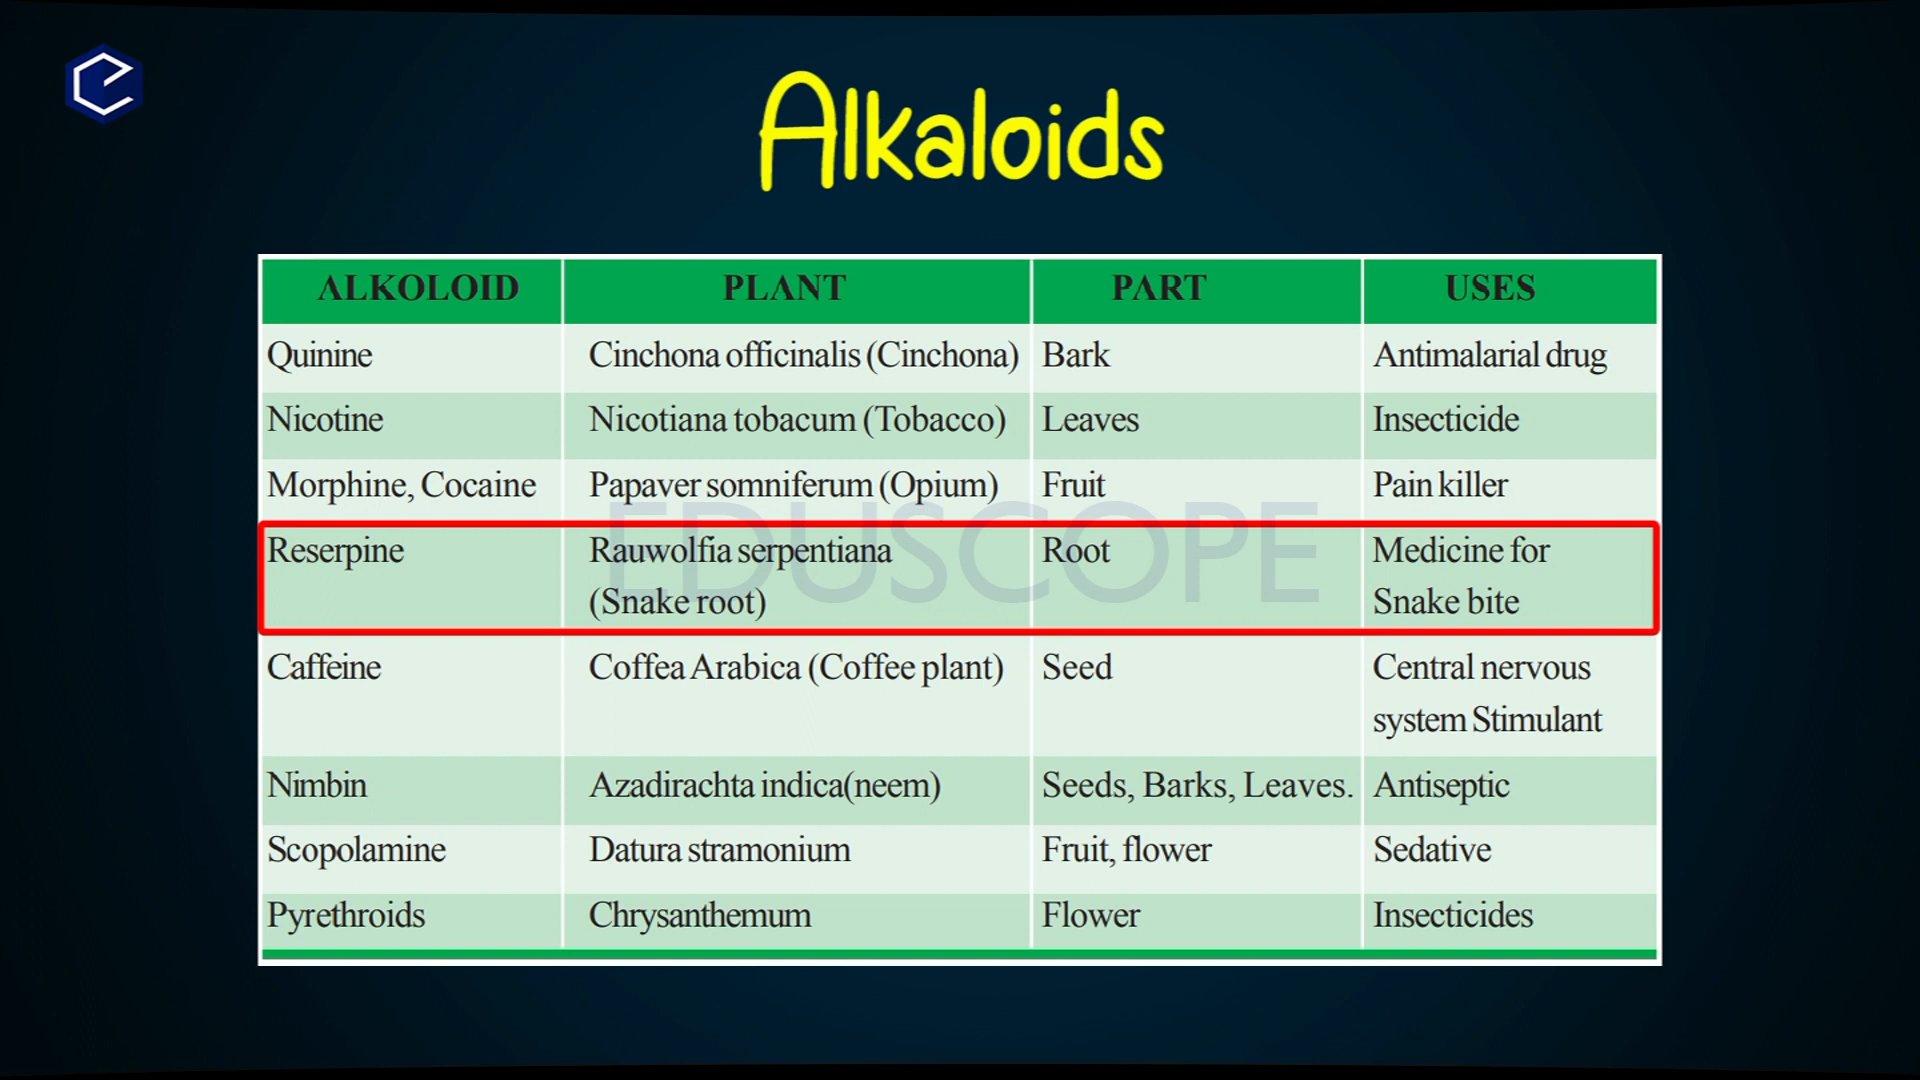 Alkaloids
ALKOLOID PLANT PART USES
Quinine Cinchona officinalis (Cinchona) Bark Antimalarial drug
Nicotine Nicotiana tobacum (Tobacco) Leaves Insecticide
Morphine, Cocaine Papaver somniferum (Opium) Fruit Pain killer
EDUSCOPE
Reserpine Rauwolfia serpentiana Root Medicine for
(Snake root) Snake bite
Caffeine Coffea Arabica (Coffee plant) Seed Central nervous
system Stimulant
Nimbin Azadirachta indica(neem) Seeds, Barks, Leaves. Antiseptic
Scopolamine Datura stramonium Fruit, flower Sedative
Pyrethroids Chrysanthemum Flower Insecticides